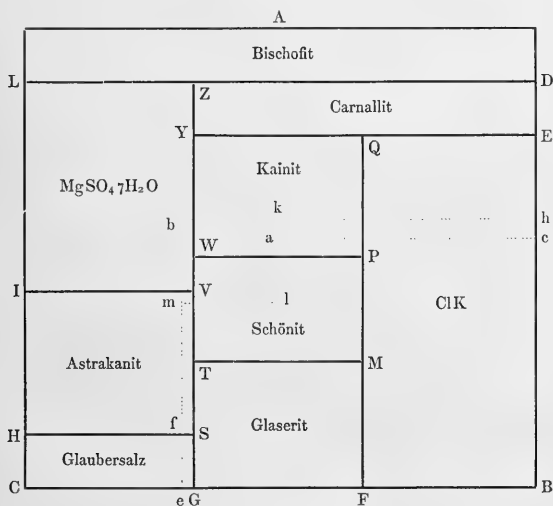 A
Bischofit
L
D
Z
Carnallit
Y
E
Q
Kainit
MgSO₄7H₂O
k
b
h
a
c
W
P
I
V
m
l
ClK
Schönit
Astrakanit
T
M
f
Glaserit
H
S
Glaubersalz
C
e G
F
B